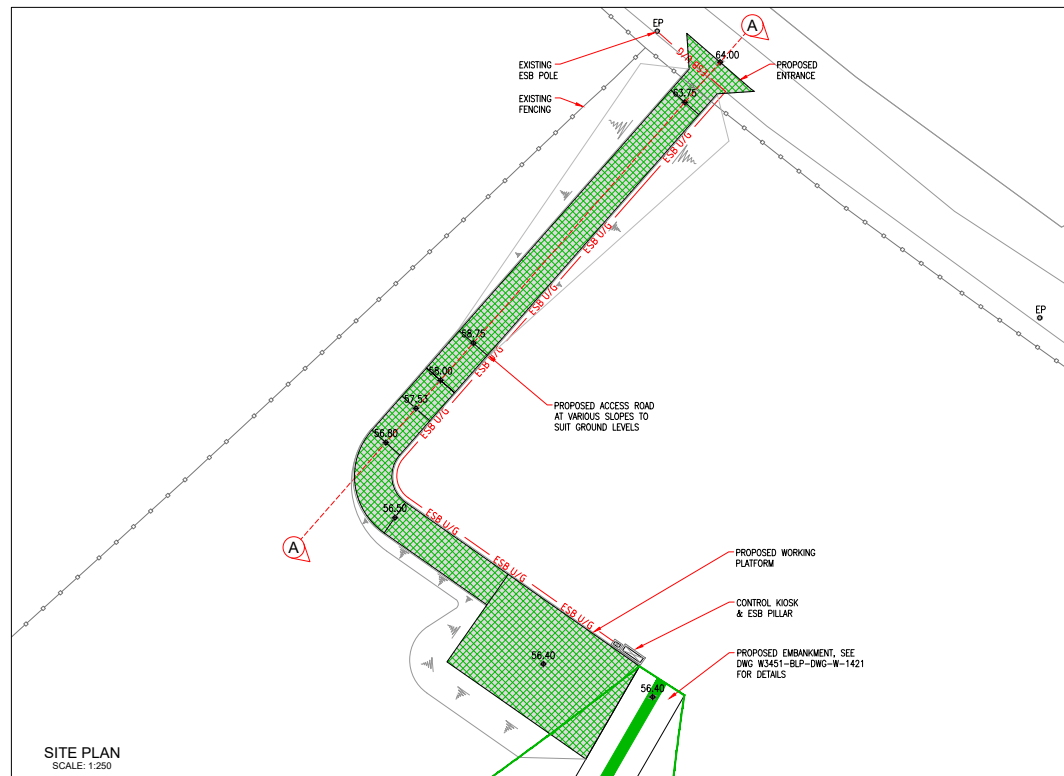 EP
A
EXISTING
ESB POLE
ESB O/H
64.00
PROPOSED
ENTRANCE
EXISTING
FENCING
63.75
ESB U/G
ESB U/G
ESB U/G
EP
58.75
ESB U/G
58.00
57.53
ESB U/G
PROPOSED ACCESS ROAD
AT VARIOUS SLOPES TO
SUIT GROUND LEVELS
56.80
56.50
ESB U/G
A
ESB U/G
PROPOSED WORKING
PLATFORM
ESB U/G
CONTROL KIOSK
& ESB PILLAR
56.40
PROPOSED EMBANKMENT, SEE
DWG W3451-BLP-DWG-W-1421
FOR DETAILS
56.40
SITE PLAN
SCALE: 1:250